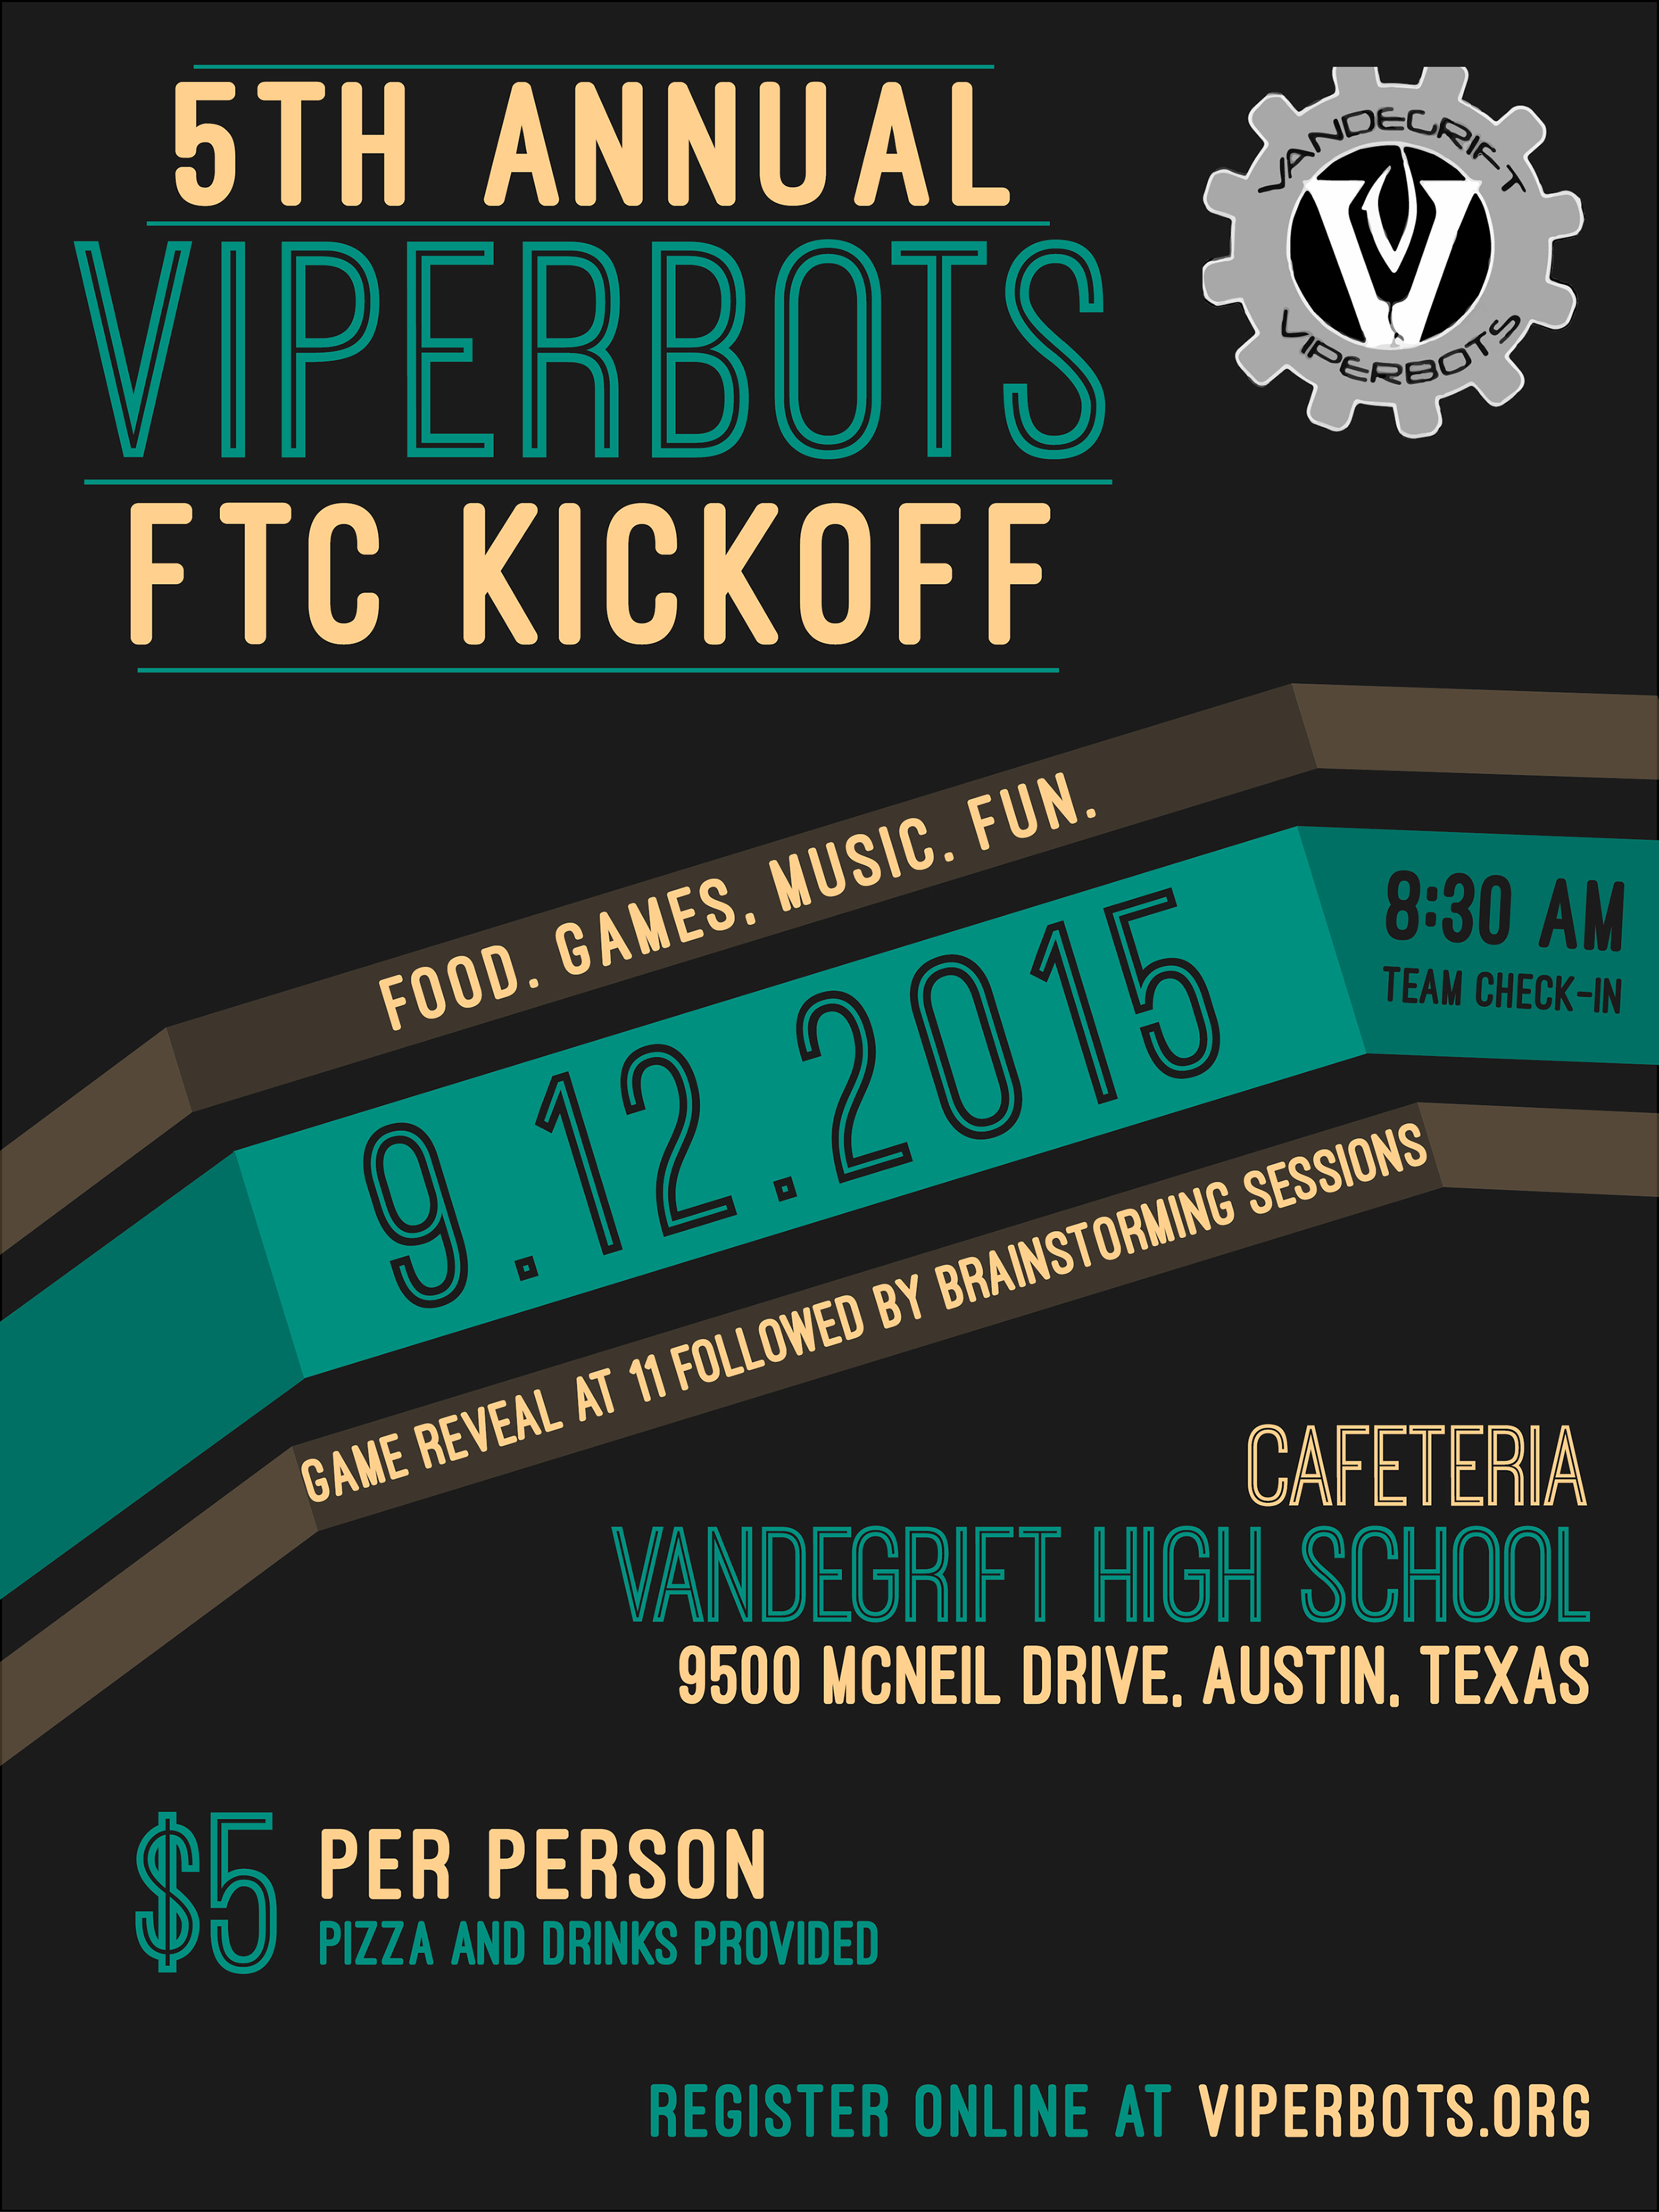 5TH ANNUAL
VIPERBOTS
FTC KICKOFF
VANDEGRIFT
V
VIPERBOTS
FOOD. GAMES. MUSIC. FUN.
9.12.2015
8:30 AM
TEAM CHECK-IN
GAME REVEAL AT 11 FOLLOWED BY BRAINSTORMING SESSIONS
CAFETERIA
VANDEGRIFT HIGH SCHOOL
9500 MCNEIL DRIVE, AUSTIN, TEXAS
$5 PER PERSON
PIZZA AND DRINKS PROVIDED
REGISTER ONLINE AT VIPERBOTS.ORG